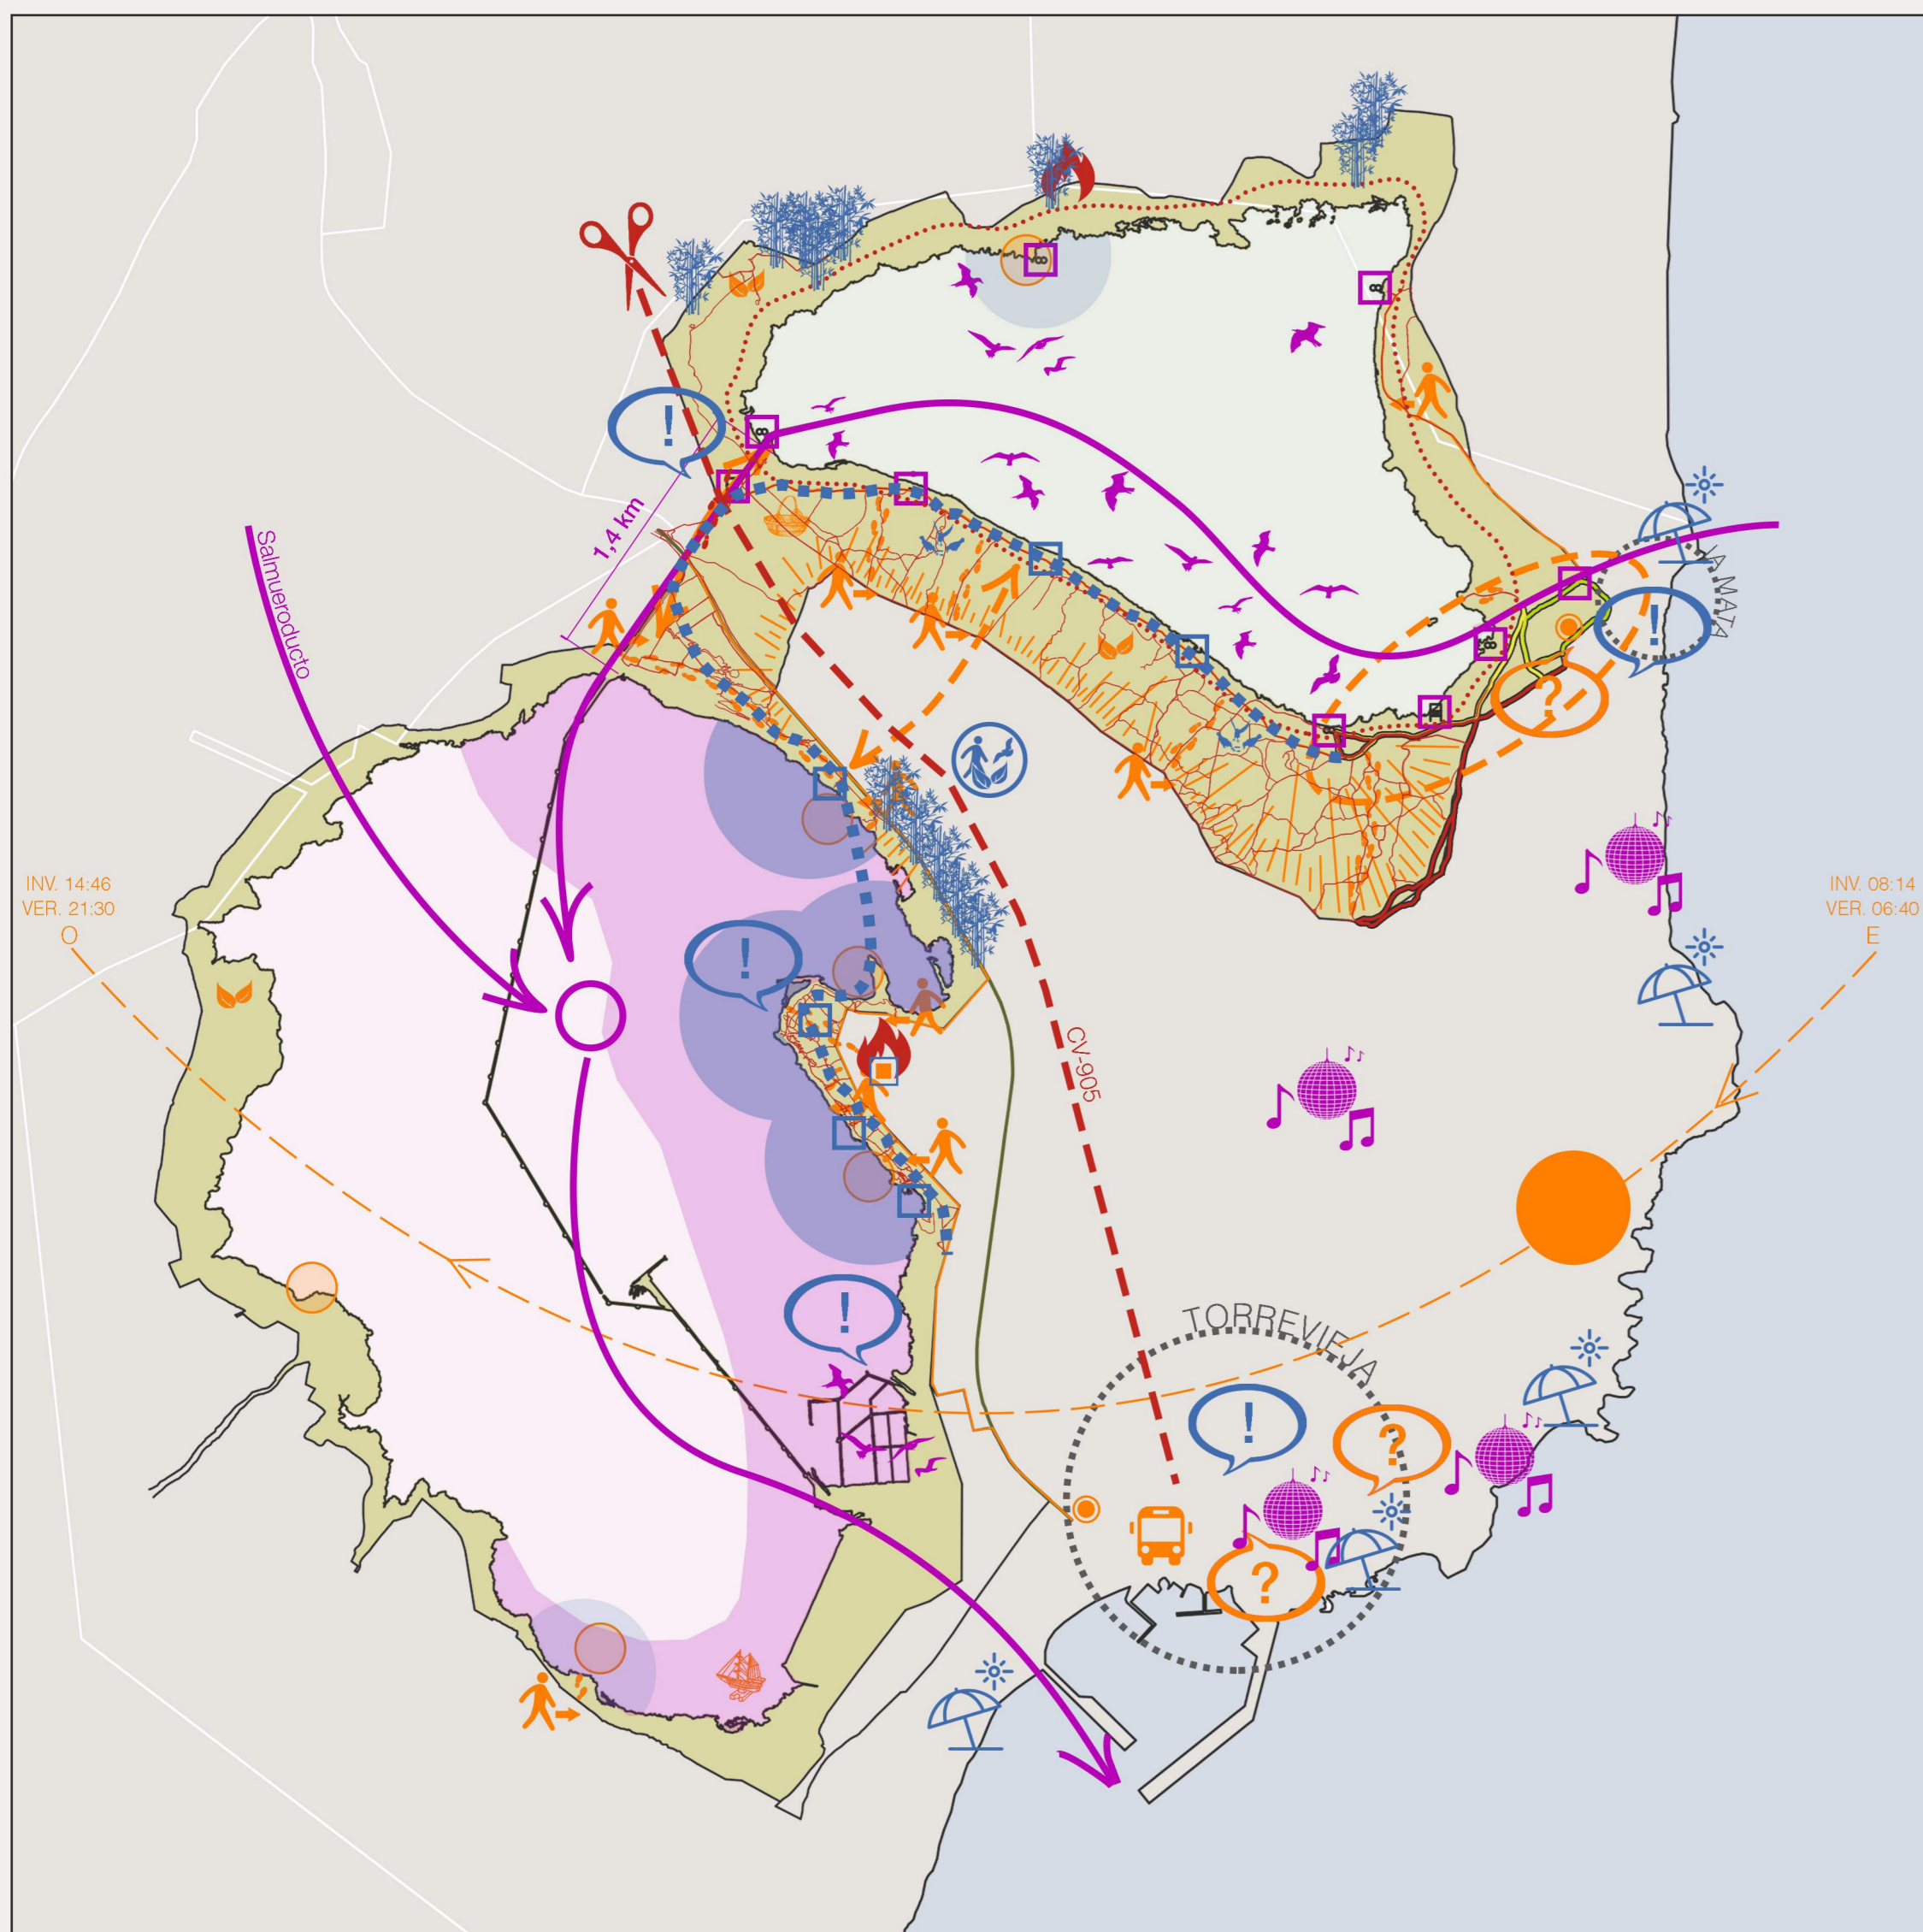 1,4 km
Salmueroducto
LA MATA
INV. 14:46
VER. 21:30
O
INV. 08:14
VER. 06:40
E
CV-905
TORREVIEJA
!
!
!
!
!
?
?
?